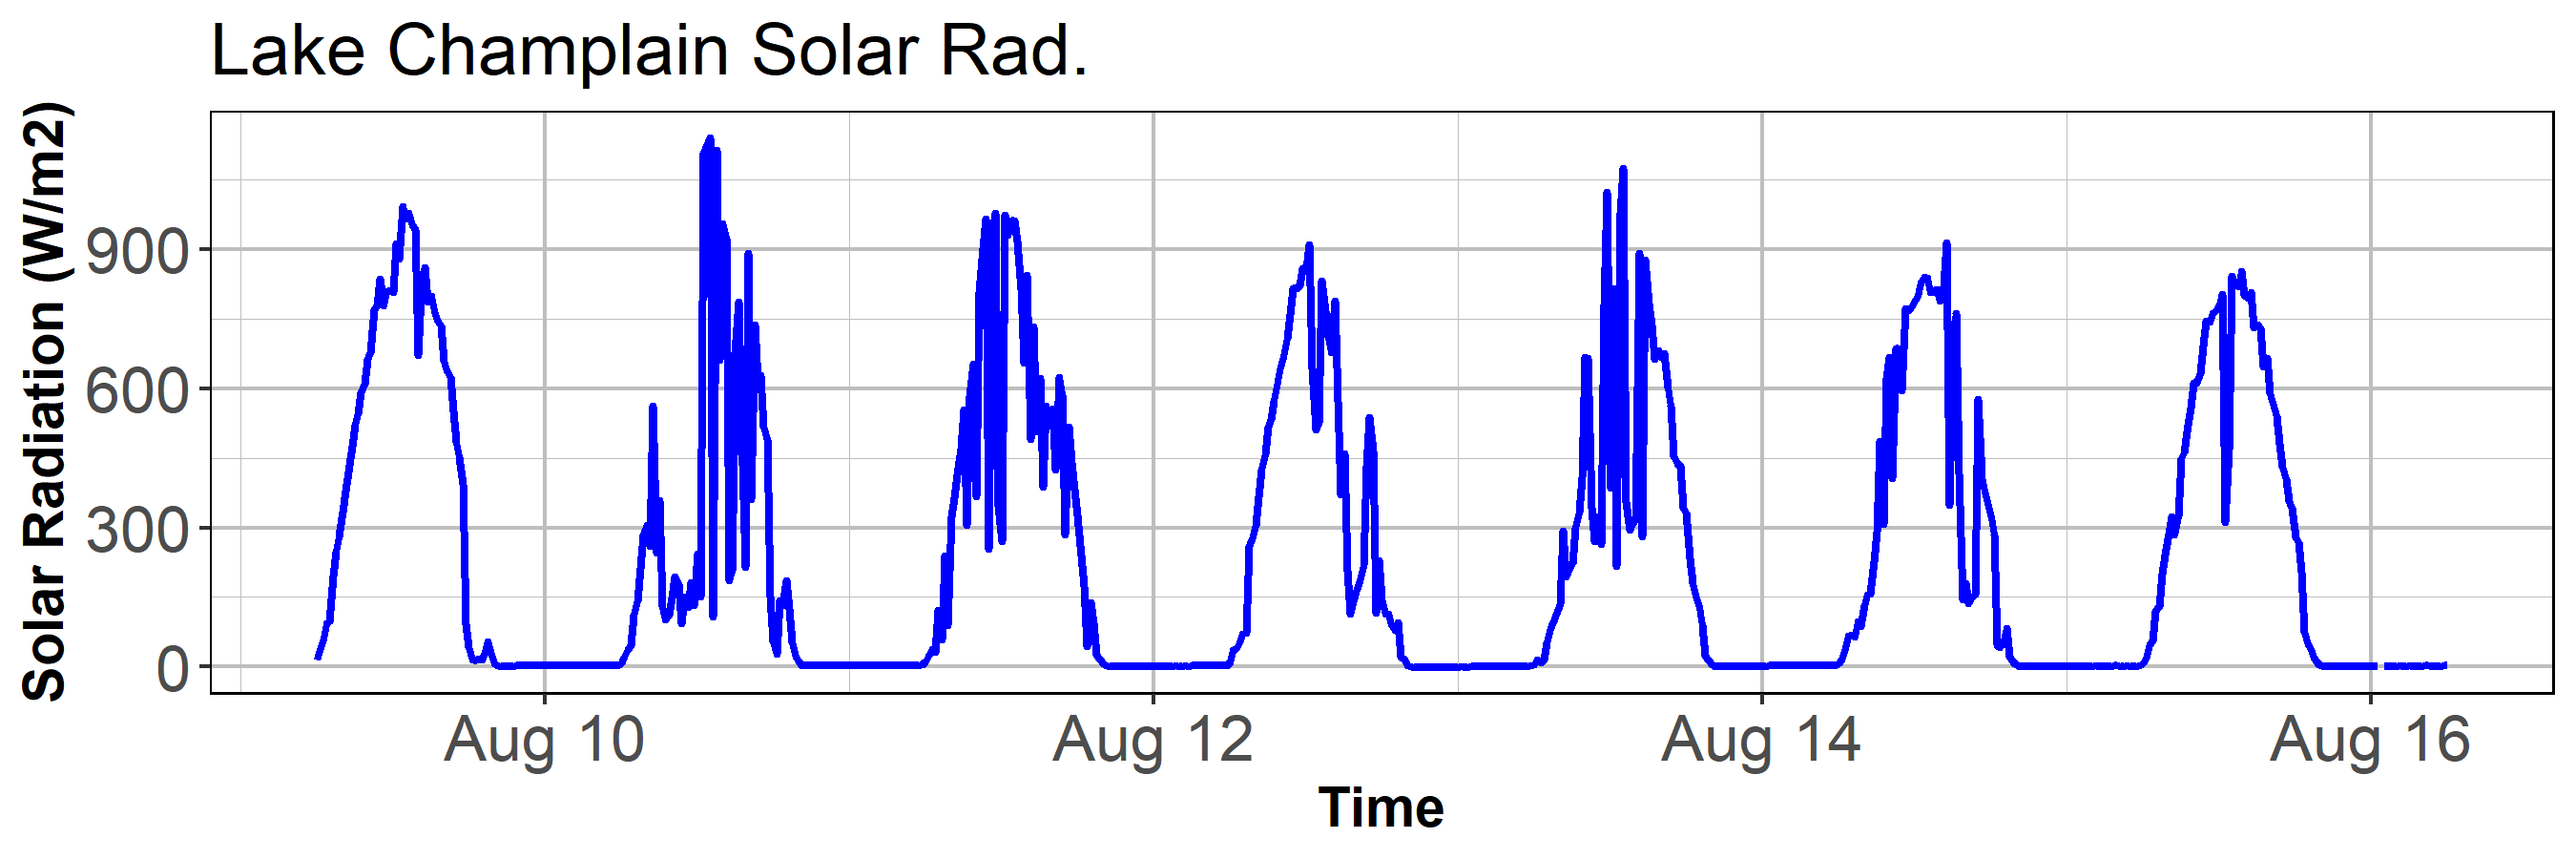 Lake Champlain Solar Rad.
Solar Radiation (W/m2)
900
600
300
0
Aug 10
Aug 12
Aug 14
Aug 16
Time